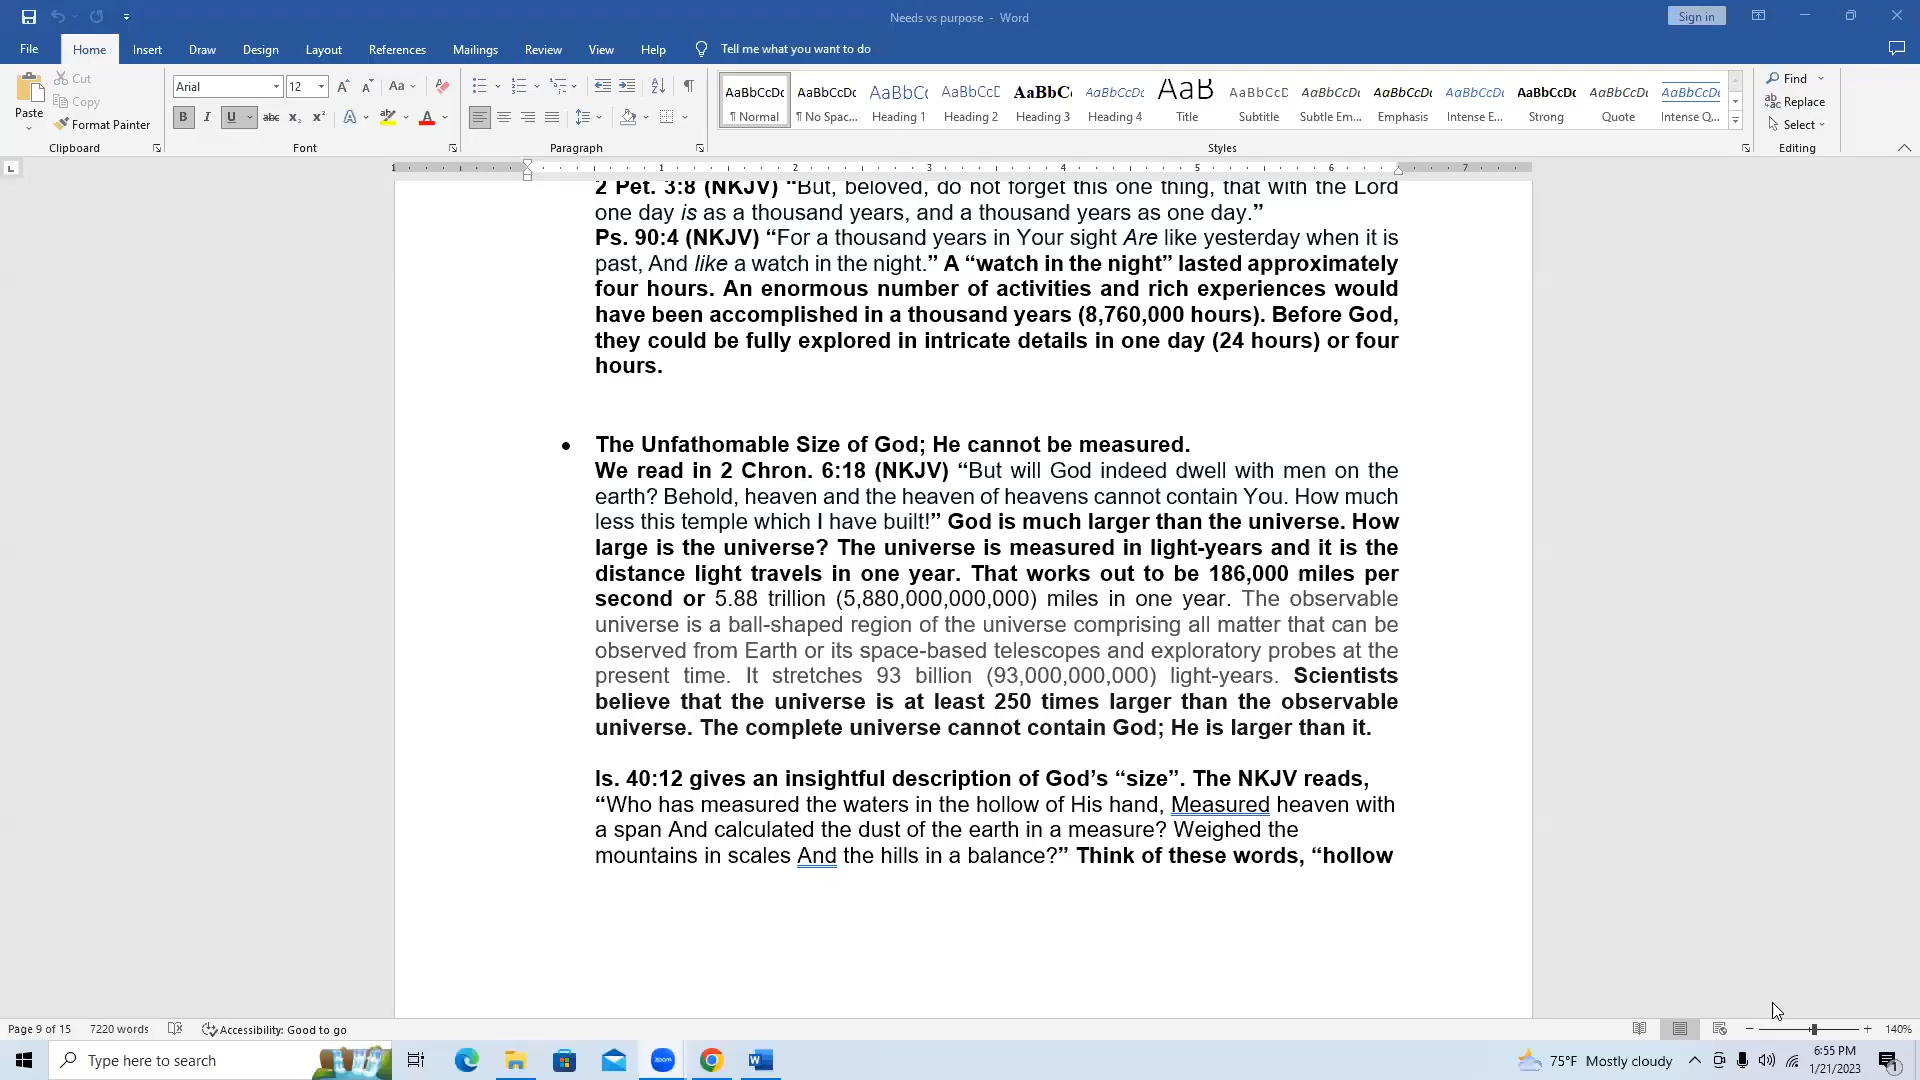 Needs vs purpose - Word
Sign in
File Home Insert Draw Design Layout References Mailings Review View Help Tell me what you want to do
Paste
Cut
Copy
Format Painter
Clipboard
Arial 12
Font
Paragraph
AaBbCcDc ¶ Normal
AaBbCcDc ¶ No Spac...
AaBbC Heading 1
AaBbCcD Heading 2
AaBbC Heading 3
AaBbCcDc Heading 4
AaB Title
AaBbCcD Subtitle
AaBbCcDc Subtle Em...
AaBbCcDc Emphasis
AaBbCcDc Intense E...
AaBbCcDc Strong
AaBbCcDc Quote
AaBbCcDc Intense Q...
Styles
Find
Replace
Select
Editing
1 1 2 3 4 5 6 7
2 Pet. 3:8 (NKJV) “But, beloved, do not forget this one thing, that with the Lord
one day is as a thousand years, and a thousand years as one day.”
Ps. 90:4 (NKJV) “For a thousand years in Your sight Are like yesterday when it is
past, And like a watch in the night.” A “watch in the night” lasted approximately
four hours. An enormous number of activities and rich experiences would
have been accomplished in a thousand years (8,760,000 hours). Before God,
they could be fully explored in intricate details in one day (24 hours) or four
hours.
• The Unfathomable Size of God; He cannot be measured.
We read in 2 Chron. 6:18 (NKJV) “But will God indeed dwell with men on the
earth? Behold, heaven and the heaven of heavens cannot contain You. How much
less this temple which I have built!” God is much larger than the universe. How
large is the universe? The universe is measured in light-years and it is the
distance light travels in one year. That works out to be 186,000 miles per
second or 5.88 trillion (5,880,000,000,000) miles in one year. The observable
universe is a ball-shaped region of the universe comprising all matter that can be
observed from Earth or its space-based telescopes and exploratory probes at the
present time. It stretches 93 billion (93,000,000,000) light-years. Scientists
believe that the universe is at least 250 times larger than the observable
universe. The complete universe cannot contain God; He is larger than it.
Is. 40:12 gives an insightful description of God’s “size”. The NKJV reads,
“Who has measured the waters in the hollow of His hand, Measured heaven with
a span And calculated the dust of the earth in a measure? Weighed the
mountains in scales And the hills in a balance?” Think of these words, “hollow
Page 9 of 15 7220 words Accessibility: Good to go 140%
Type here to search
zoom
75°F Mostly cloudy
6:55 PM
1/21/2023